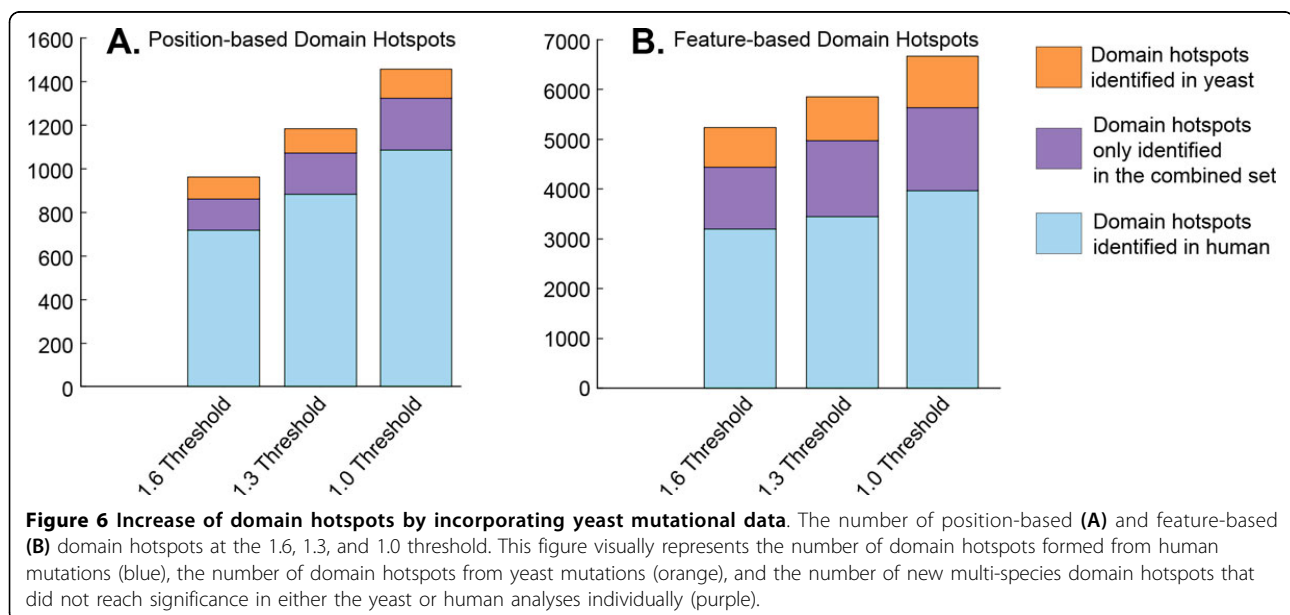 A. Position-based Domain Hotspots
1600
1400
1200
1000
800
600
400
200
0
1.6 Threshold
1.3 Threshold
1.0 Threshold
B. Feature-based Domain Hotspots
7000
6000
5000
4000
3000
2000
1000
0
1.6 Threshold
1.3 Threshold
1.0 Threshold
Domain hotspots
identified in yeast
Domain hotspots
only identified
in the combined set
Domain hotspots
identified in human
Figure 6 Increase of domain hotspots by incorporating yeast mutational data. The number of position-based (A) and feature-based
(B) domain hotspots at the 1.6, 1.3, and 1.0 threshold. This figure visually represents the number of domain hotspots formed from human
mutations (blue), the number of domain hotspots from yeast mutations (orange), and the number of new multi-species domain hotspots that
did not reach significance in either the yeast or human analyses individually (purple).